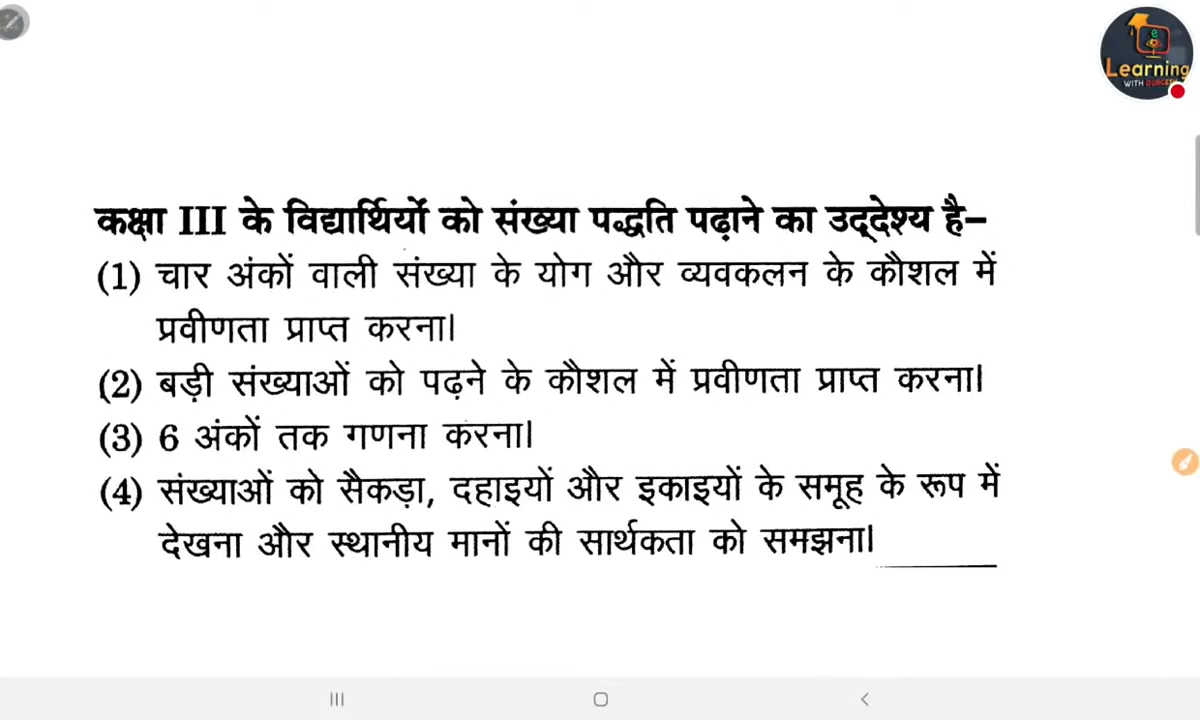 e
Learning
WITH DURGESH
कक्षा III के विद्यार्थियों को संख्या पद्धति पढ़ाने का उद्देश्य है–
(1) चार अंकों वाली संख्या के योग और व्यवकलन के कौशल में
प्रवीणता प्राप्त करना।
(2) बड़ी संख्याओं को पढ़ने के कौशल में प्रवीणता प्राप्त करना।
(3) 6 अंकों तक गणना करना।
(4) संख्याओं को सैकड़ा, दहाइयों और इकाइयों के समूह के रूप में
देखना और स्थानीय मानों की सार्थकता को समझना।